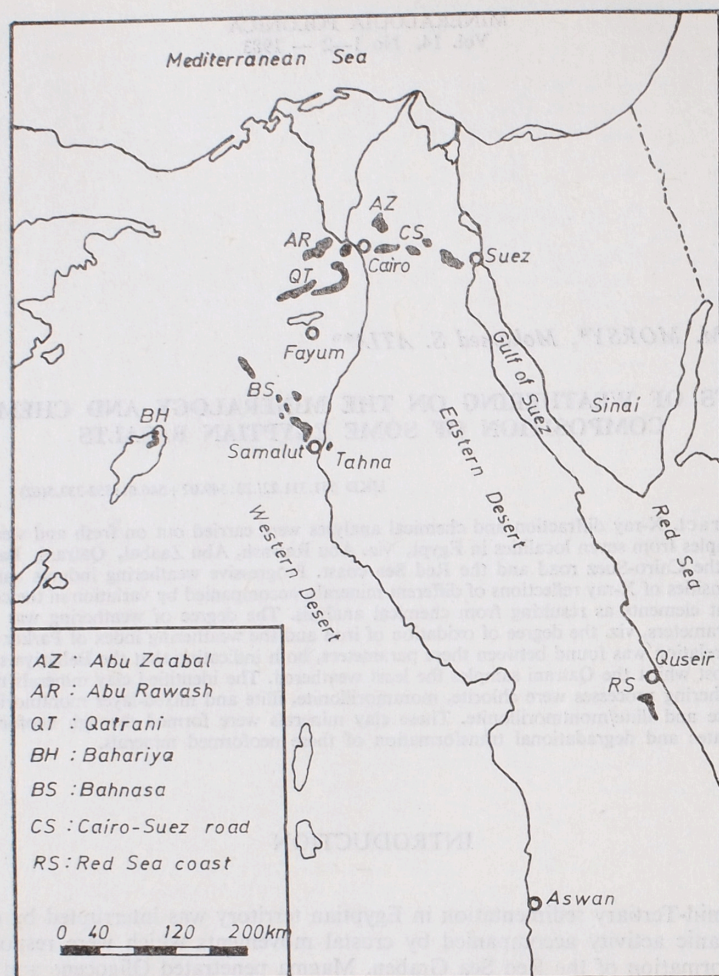 Mediterranean Sea
AZ
AR
CS
Cairo
Suez
QT
Fayum
Gulf of Suez
Sinai
BS
BH
Samalut
Tahna
Eastern Desert
Western Desert
Red Sea
Quseir
RS
Aswan
AZ : Abu Zaabal
AR : Abu Rawash
QT : Qatrani
BH : Bahariya
BS : Bahnasa
CS : Cairo-Suez road
RS : Red Sea coast
0 40 120 200km